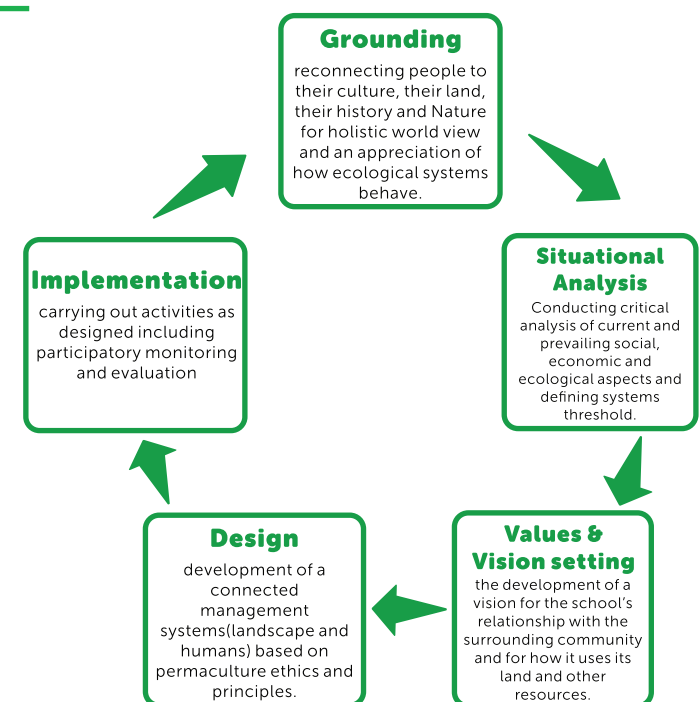 Grounding
reconnecting people to
their culture, their land,
their history and Nature
for holistic world view
and an appreciation of
how ecological systems
behave.
Situational
Analysis
Conducting critical
analysis of current and
prevailing social,
economic and
ecological aspects and
defining systems
threshold.
Values &
Vision setting
the development of a
vision for the school’s
relationship with the
surrounding community
and for how it uses its
land and other
resources.
Design
development of a
connected
management
systems(landscape and
humans) based on
permaculture ethics and
principles.
Implementation
carrying out activities as
designed including
participatory monitoring
and evaluation